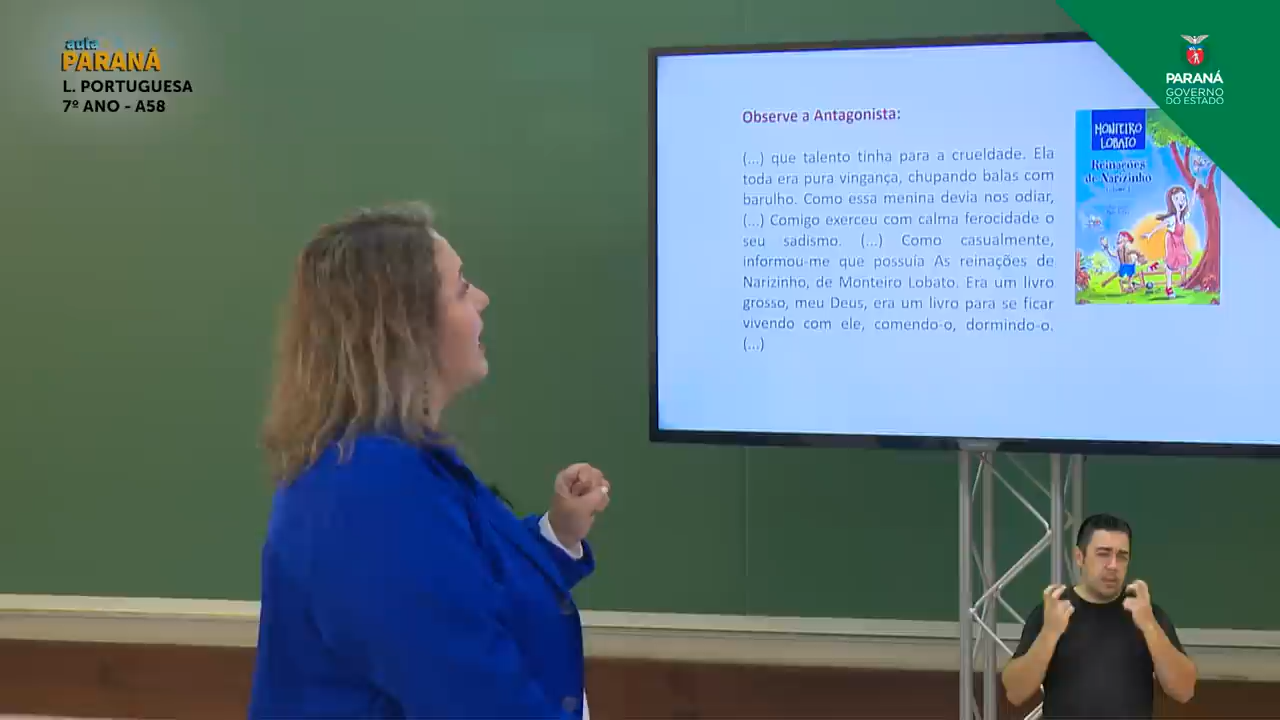 aula
PARANÁ
L. PORTUGUESA
7º ANO - A58
PARANÁ
GOVERNO
DO ESTADO
Observe a Antagonista:
(...) que talento tinha para a crueldade. Ela
toda era pura vingança, chupando balas com
barulho. Como essa menina devia nos odiar,
(...) Comigo exerceu com calma ferocidade o
seu sadismo. (...) Como casualmente,
informou-me que possuía As reinações de
Narizinho, de Monteiro Lobato. Era um livro
grosso, meu Deus, era um livro para se ficar
vivendo com ele, comendo-o, dormindo-o.
(...)
MONTEIRO
LOBATO
Reinações
de Narizinho